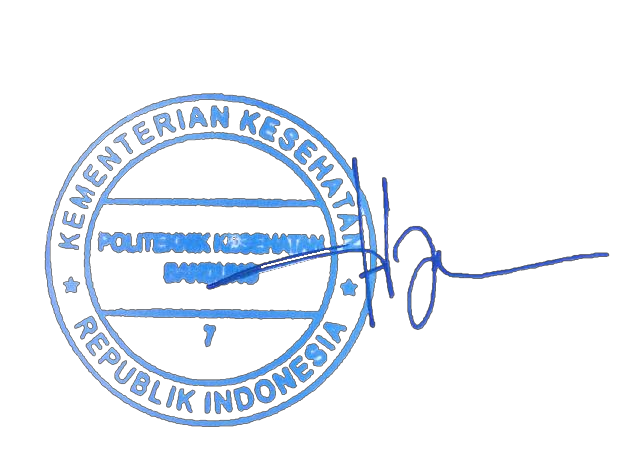 KEMENTERIAN KESEHATAN
POLITEKNIK KESEHATAN
BANDUNG
7
REPUBLIK INDONESIA